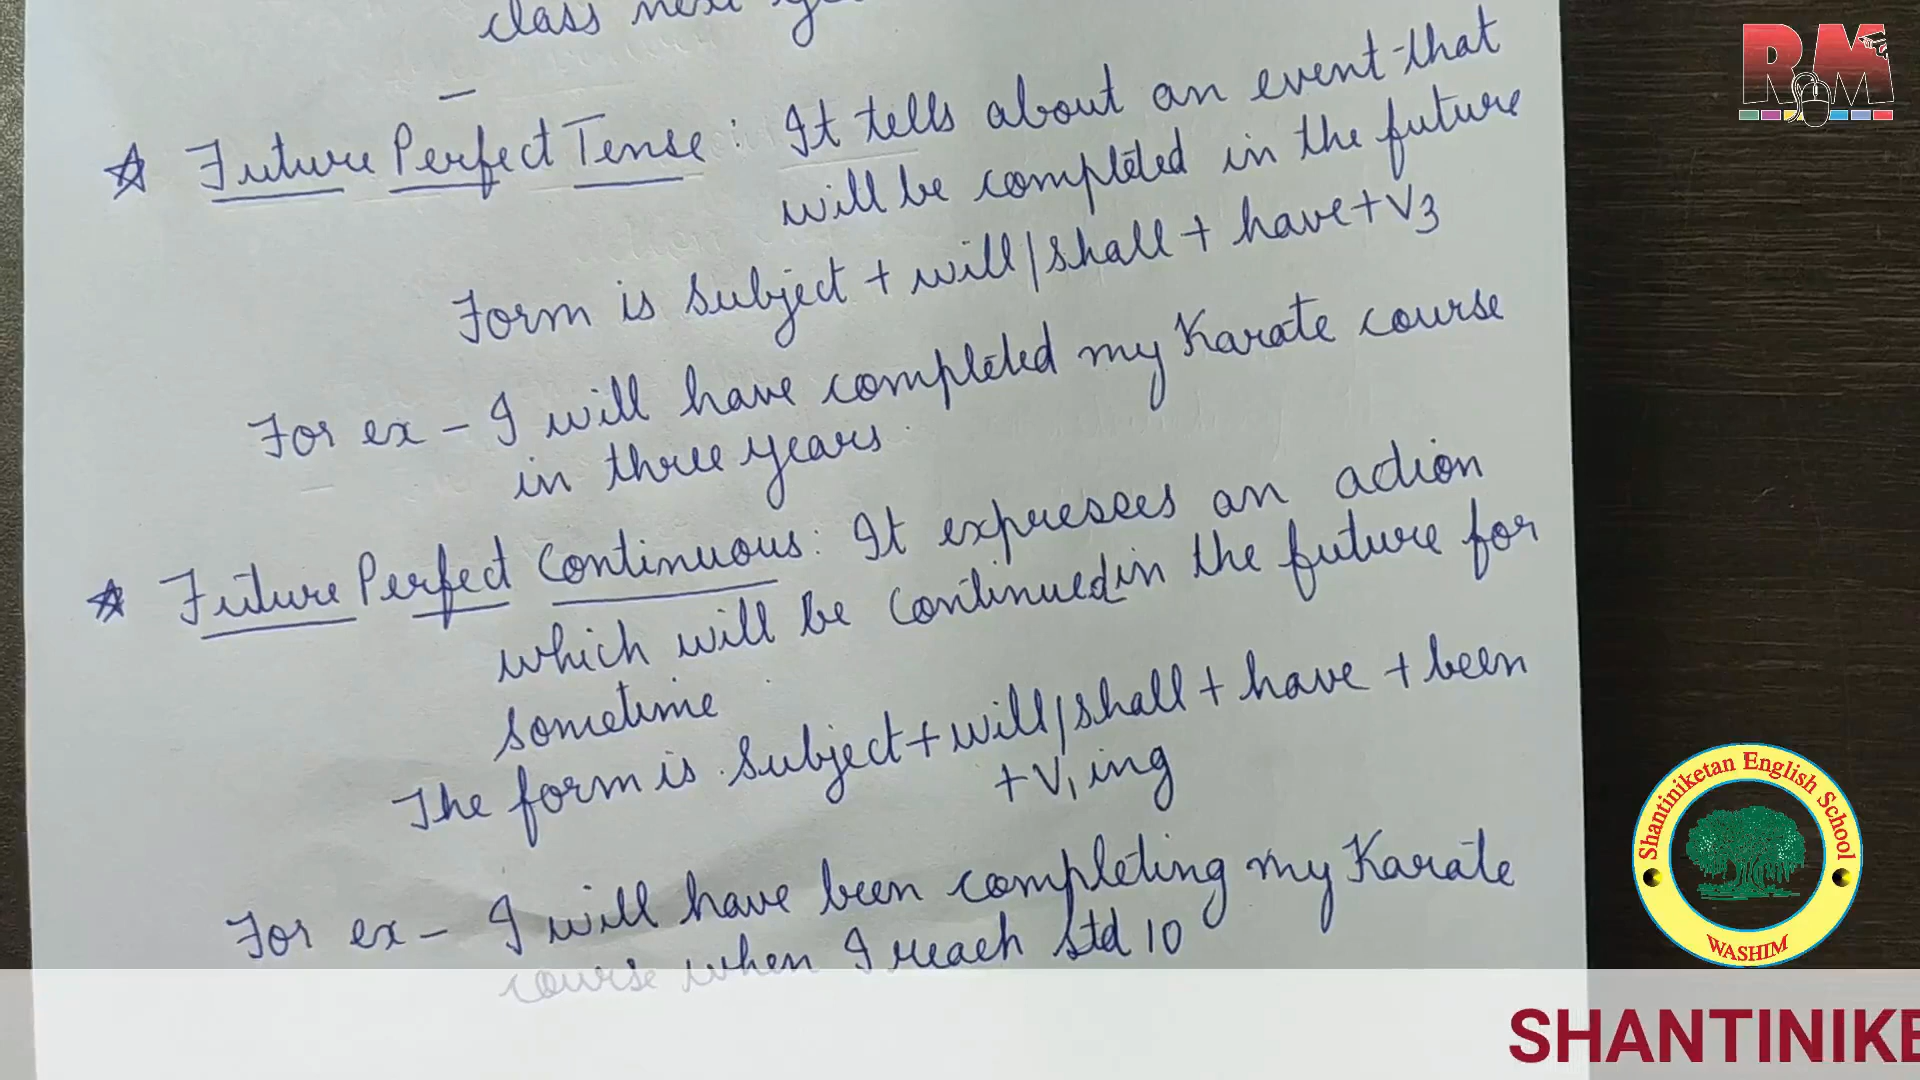 class next
☆ Future Perfect Tense : It tells about an event that
will be completed in the future
Form is subject + will/shall + have + V3
For ex - I will have completed my Karate course
in three years.
☆ Future Perfect Continuous : It expresses an action
which will be continued in the future for
sometime
The form is subject + will/shall + have + been
+ V1 ing
For ex - I will have been completing my Karate
course when I reach Std 10
RM
Shantiniketan English School
WASHIM
SHANTINIKE